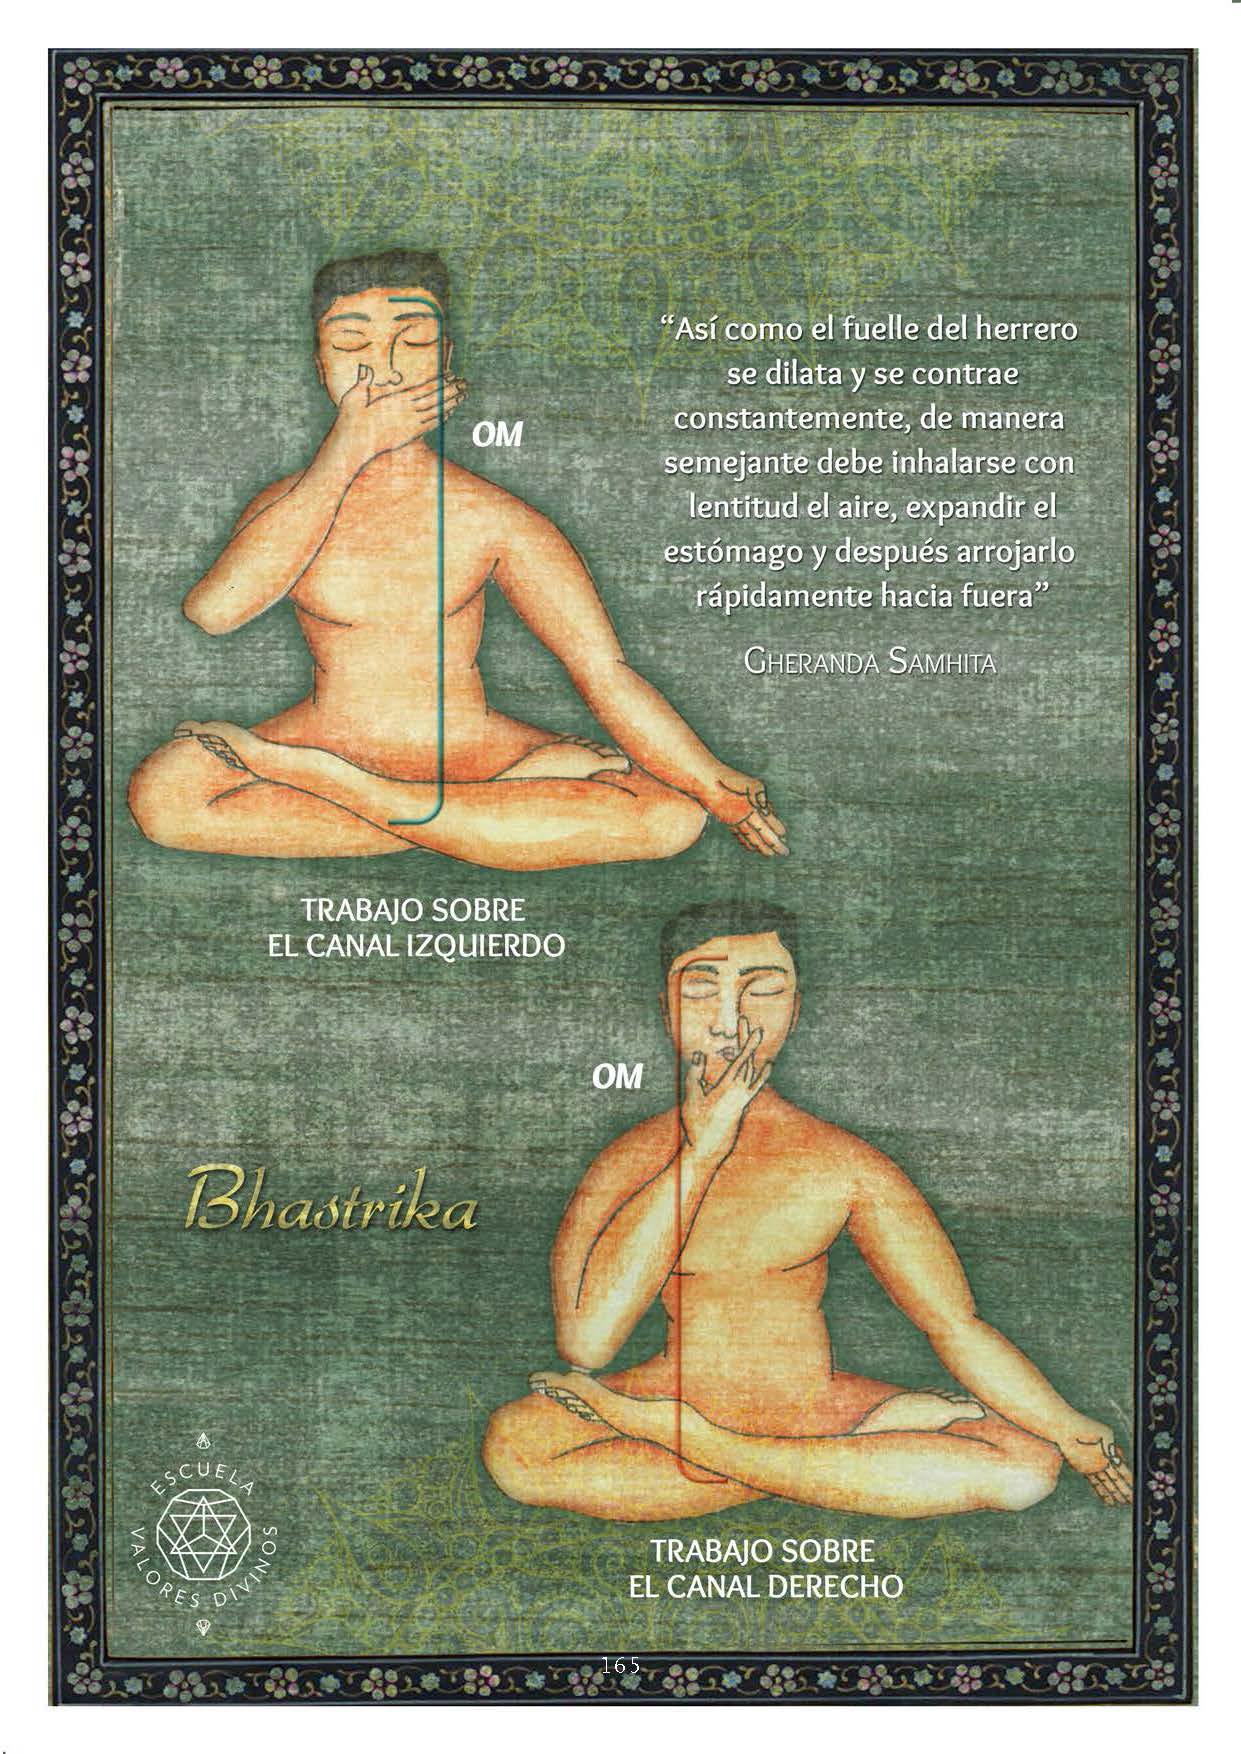 “Así como el fuelle del herrero
se dilata y se contrae
constantemente, de manera
semejante debe inhalarse con
lentitud el aire, expandir el
estómago y después arrojarlo
rápidamente hacia fuera”
GHERANDA SAMHITA
OM
TRABAJO SOBRE
EL CANAL IZQUIERDO
OM
Bhastrika
TRABAJO SOBRE
EL CANAL DERECHO
ESCUELA
VALORES DIVINOS
165